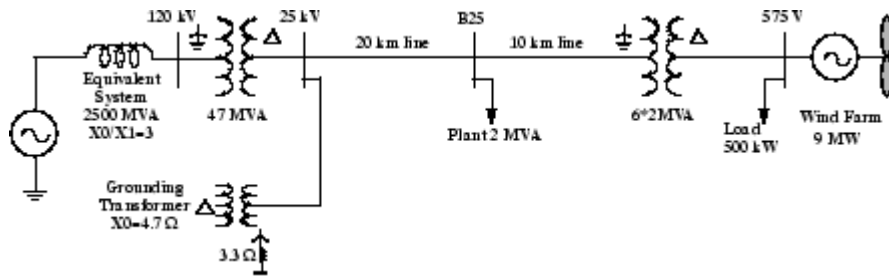 120 kV
25 kV
B25
575 V
20 km line
10 km line
Equivalent
System
2500 MVA
X0/X1=3
47 MVA
Plant 2 MVA
6*2MVA
Load
500 kW
Wind Farm
9 MW
Grounding
Transformer
X0=4.7 Ω
3.3 Ω